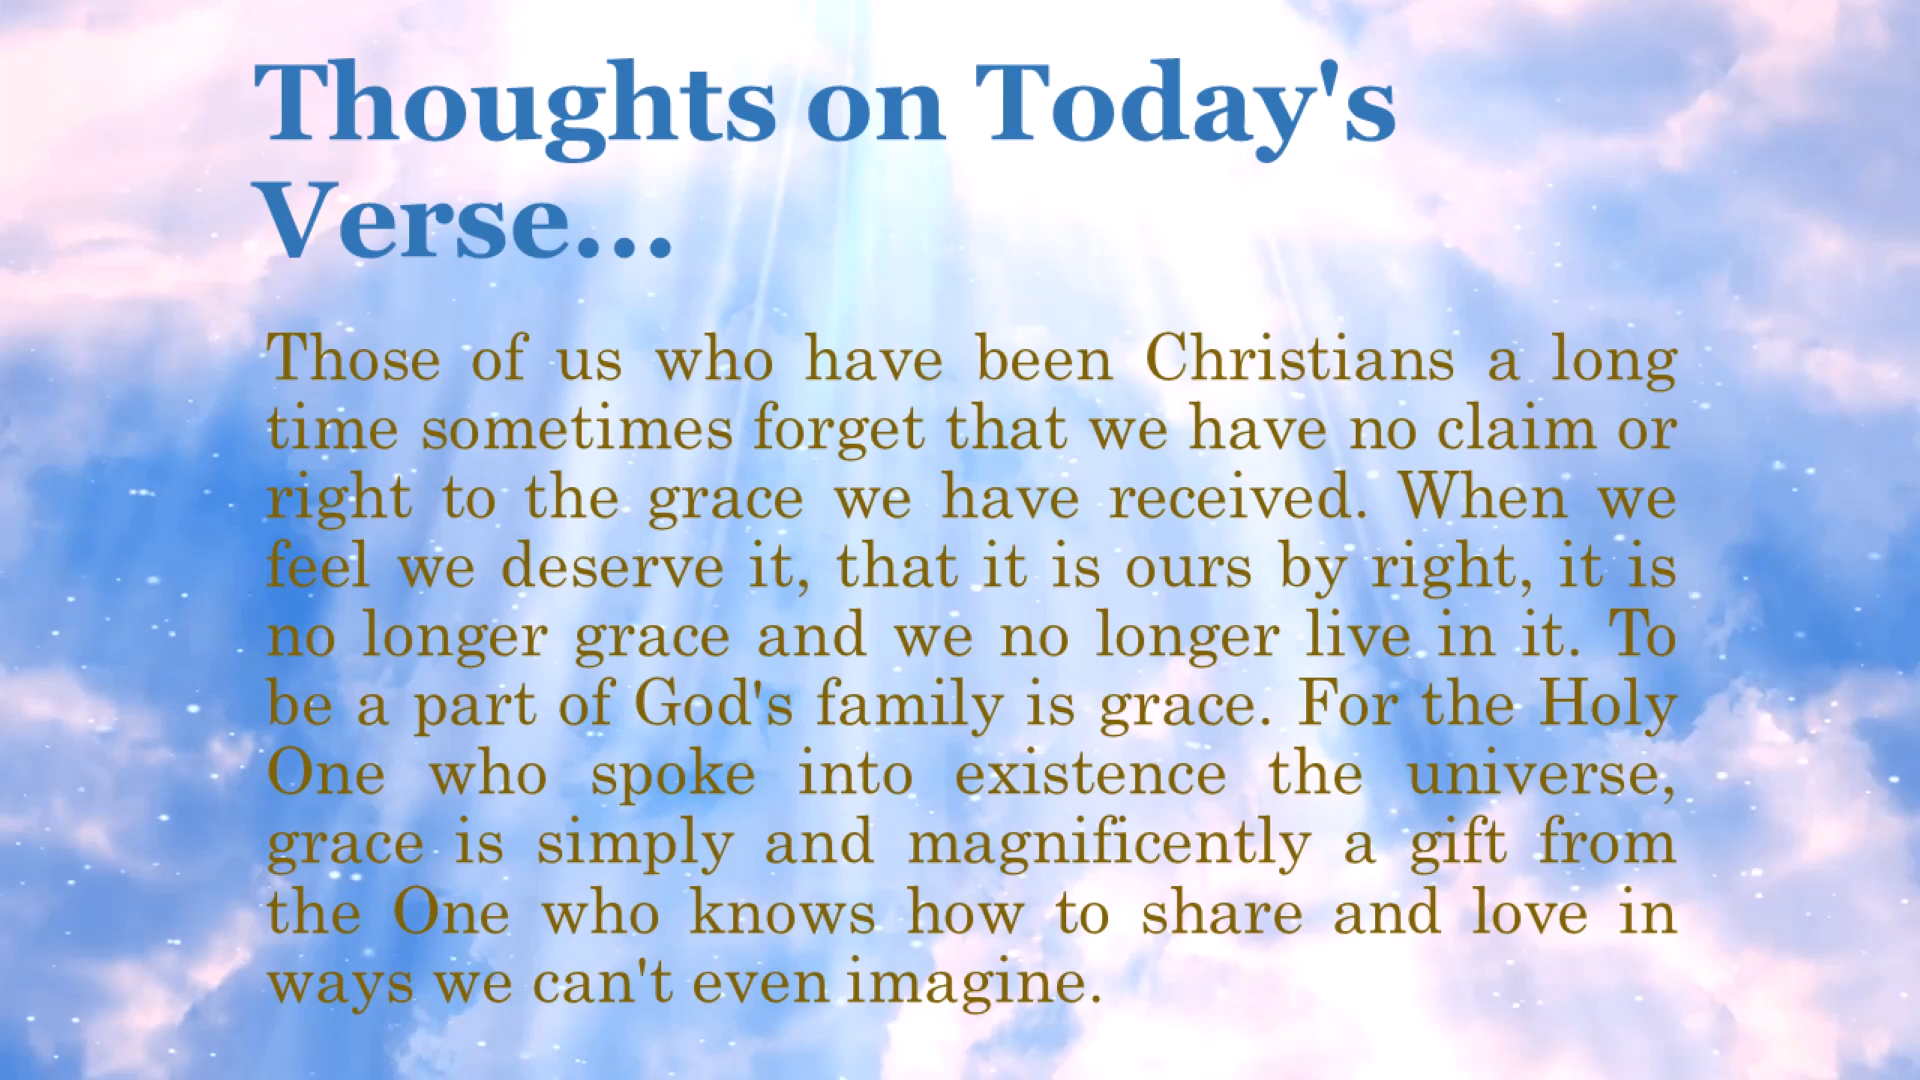 Thoughts on Today's
Verse...
Those of us who have been Christians a long
time sometimes forget that we have no claim or
right to the grace we have received. When we
feel we deserve it, that it is ours by right, it is
no longer grace and we no longer live in it. To
be a part of God's family is grace. For the Holy
One who spoke into existence the universe,
grace is simply and magnificently a gift from
the One who knows how to share and love in
ways we can't even imagine.